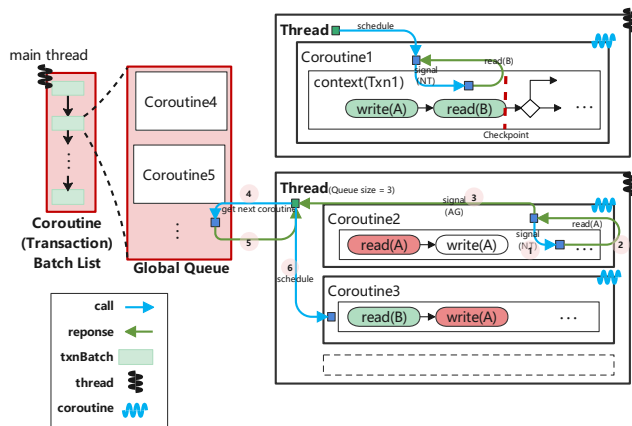 main thread
Coroutine
(Transaction)
Batch List
Coroutine4
Coroutine5
⋮
Global Queue
call
reponse
txnBatch
thread
coroutine
Thread
schedule
Coroutine1
signal
(NT)
read(B)
context(Txn1)
write(A)
read(B)
...
Checkpoint
Thread(Queue size = 3)
4
get next coroutine
5
6
schedule
3
signal
(AG)
Coroutine2
read(A)
signal
(NT)
1
2
read(A)
write(A)
Coroutine3
read(B)
write(A)
...